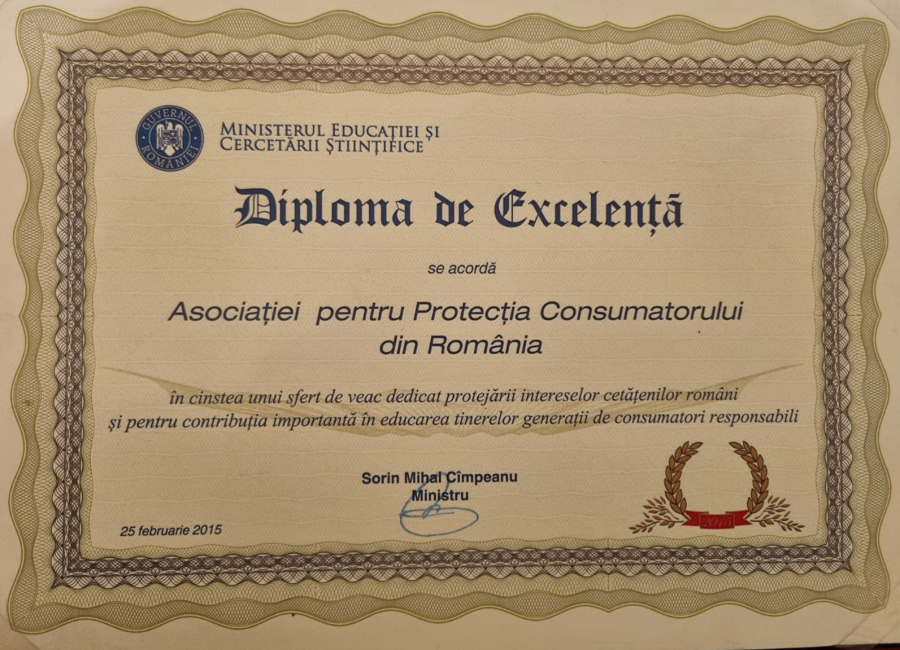 GUVERNUL ROMÂNIEI
MINISTERUL EDUCAȚIEI ȘI
CERCETĂRII ȘTIINȚIFICE
Diploma de Excelență
se acordă
Asociației pentru Protecția Consumatorului
din România
în cinstea unui sfert de veac dedicat protejării intereselor cetățenilor români
și pentru contribuția importantă în educarea tinerelor generații de consumatori responsabili
Sorin Mihai Cîmpeanu
Ministru
2015
25 februarie 2015